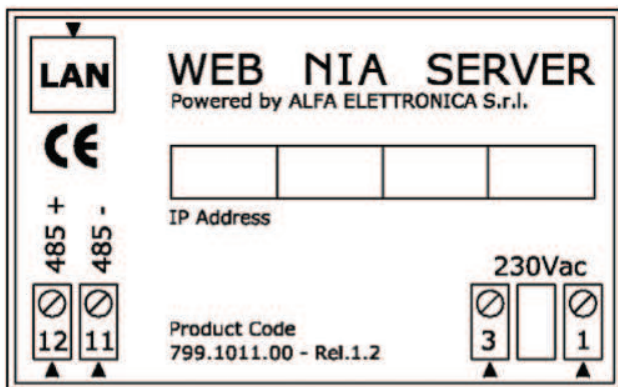 LAN
WEB NIA SERVER
Powered by ALFA ELETTRONICA S.r.l.
CE
IP Address
485 +
485 -
230Vac
12 11
3 1
Product Code
799.1011.00 - Rel.1.2